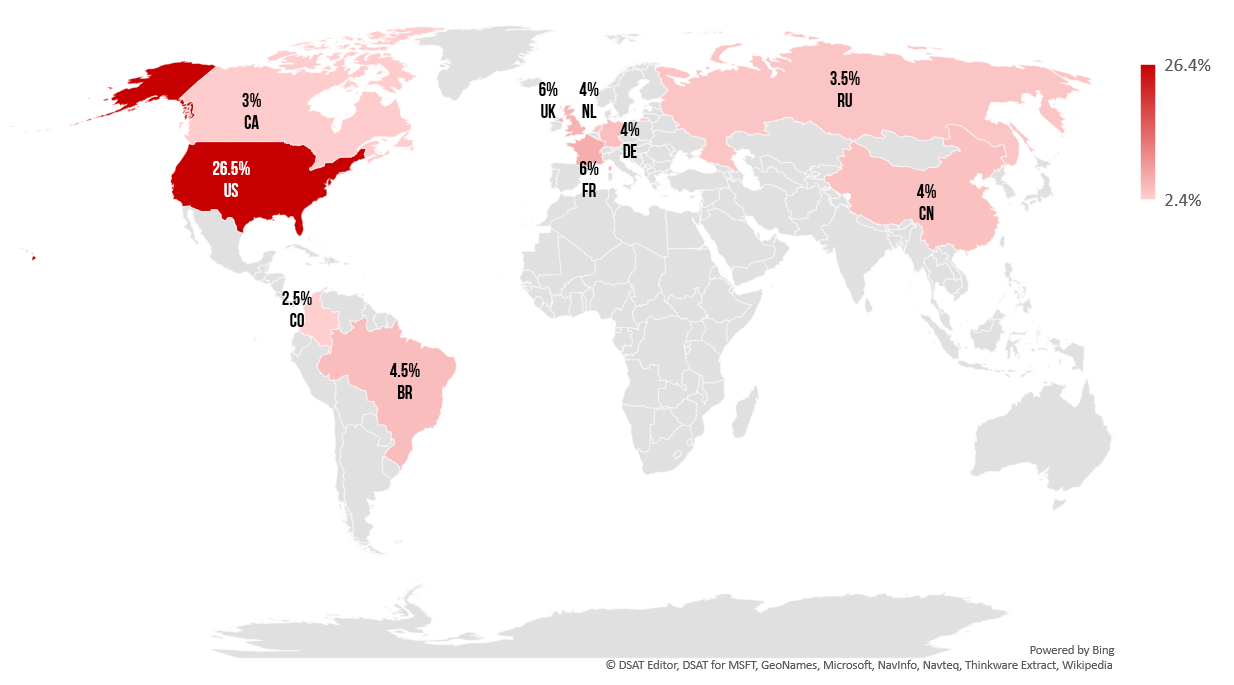 26.4%
2.4%
3%
CA
26.5%
US
6%
UK
4%
NL
4%
DE
6%
FR
3.5%
RU
4%
CN
2.5%
CO
4.5%
BR
Powered by Bing
© DSAT Editor, DSAT for MSFT, GeoNames, Microsoft, NavInfo, Navteq, Thinkware Extract, Wikipedia